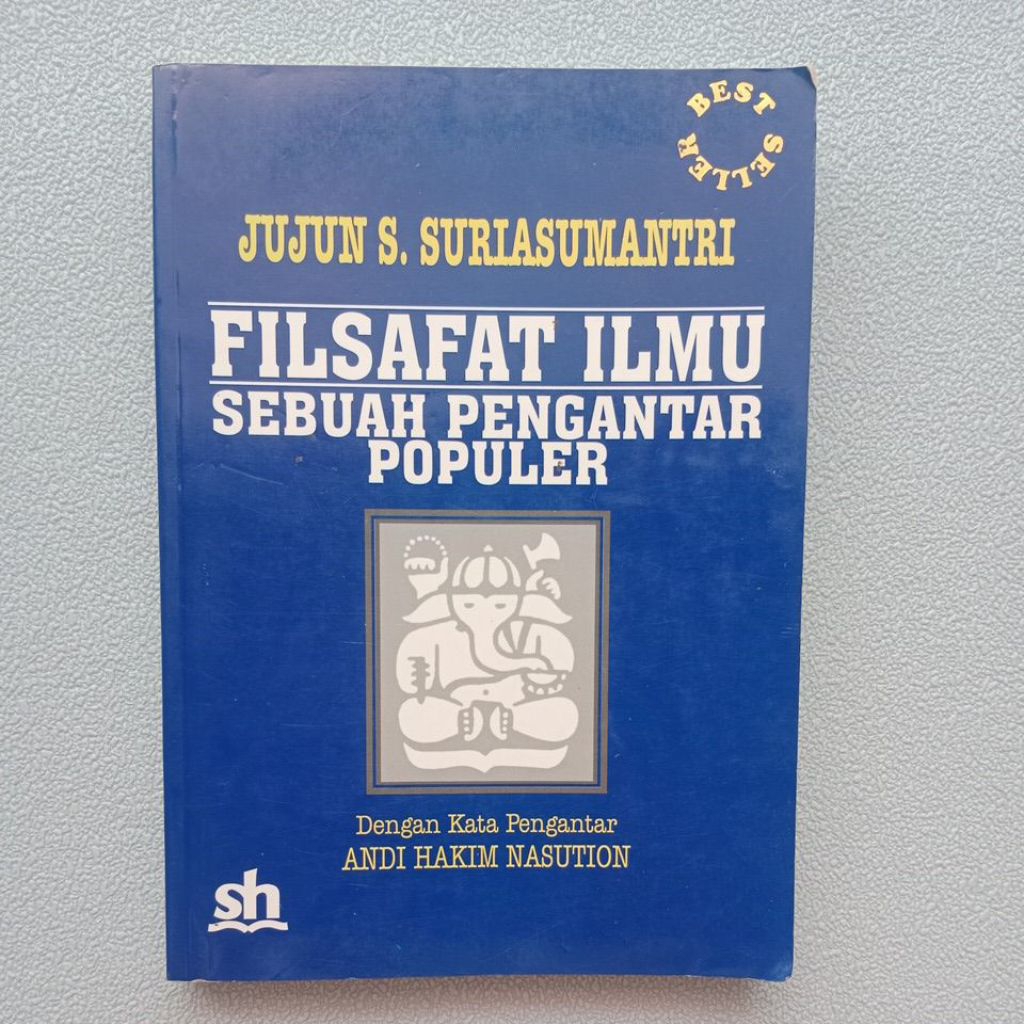 BEST SELLER
JUJUN S. SURIASUMANTRI
FILSAFAT ILMU
SEBUAH PENGANTAR
POPULER
Dengan Kata Pengantar
ANDI HAKIM NASUTION
sh